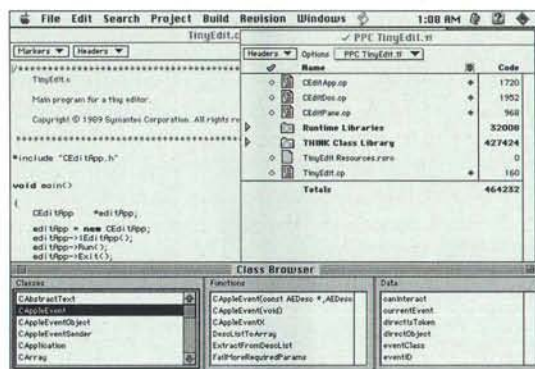 File Edit Search Project Build Revision Windows 1:08 AM
TinyEdit.c
Markers Headers
/*****************************************
TinyEdit.c
Main program for a tiny editor.
Copyright © 1989 Symantec Corporation. All rights re
*****************************************
#include "CEditApp.h"
void main()
{
CEditApp *editApp;
editApp = new CEditApp;
editApp->IEditApp();
editApp->Run();
editApp->Exit();
✓ PPC TinyEdit.π
Headers Options PPC TinyEdit.π
Name Code
CEditApp.cp 1720
CEditDoc.cp 1952
CEditPane.cp 968
Runtime Libraries 32008
THINK Class Library 427424
TinyEdit Resources.rsrc 0
TinyEdit.cp 160
Totals 464232
Class Browser
Classes
CAbstractText
CAppleEvent
CAppleEventObject
CAppleEventSender
CApplication
CArray
Functions
CAppleEvent(const AEDesc *,AEDesc
CAppleEvent(void)
CAppleEventX
DescListToArray
ExtractFromDescList
FailMoreRequiredParams
Data
canInteract
currentEvent
directIsToken
directObject
eventClass
eventID